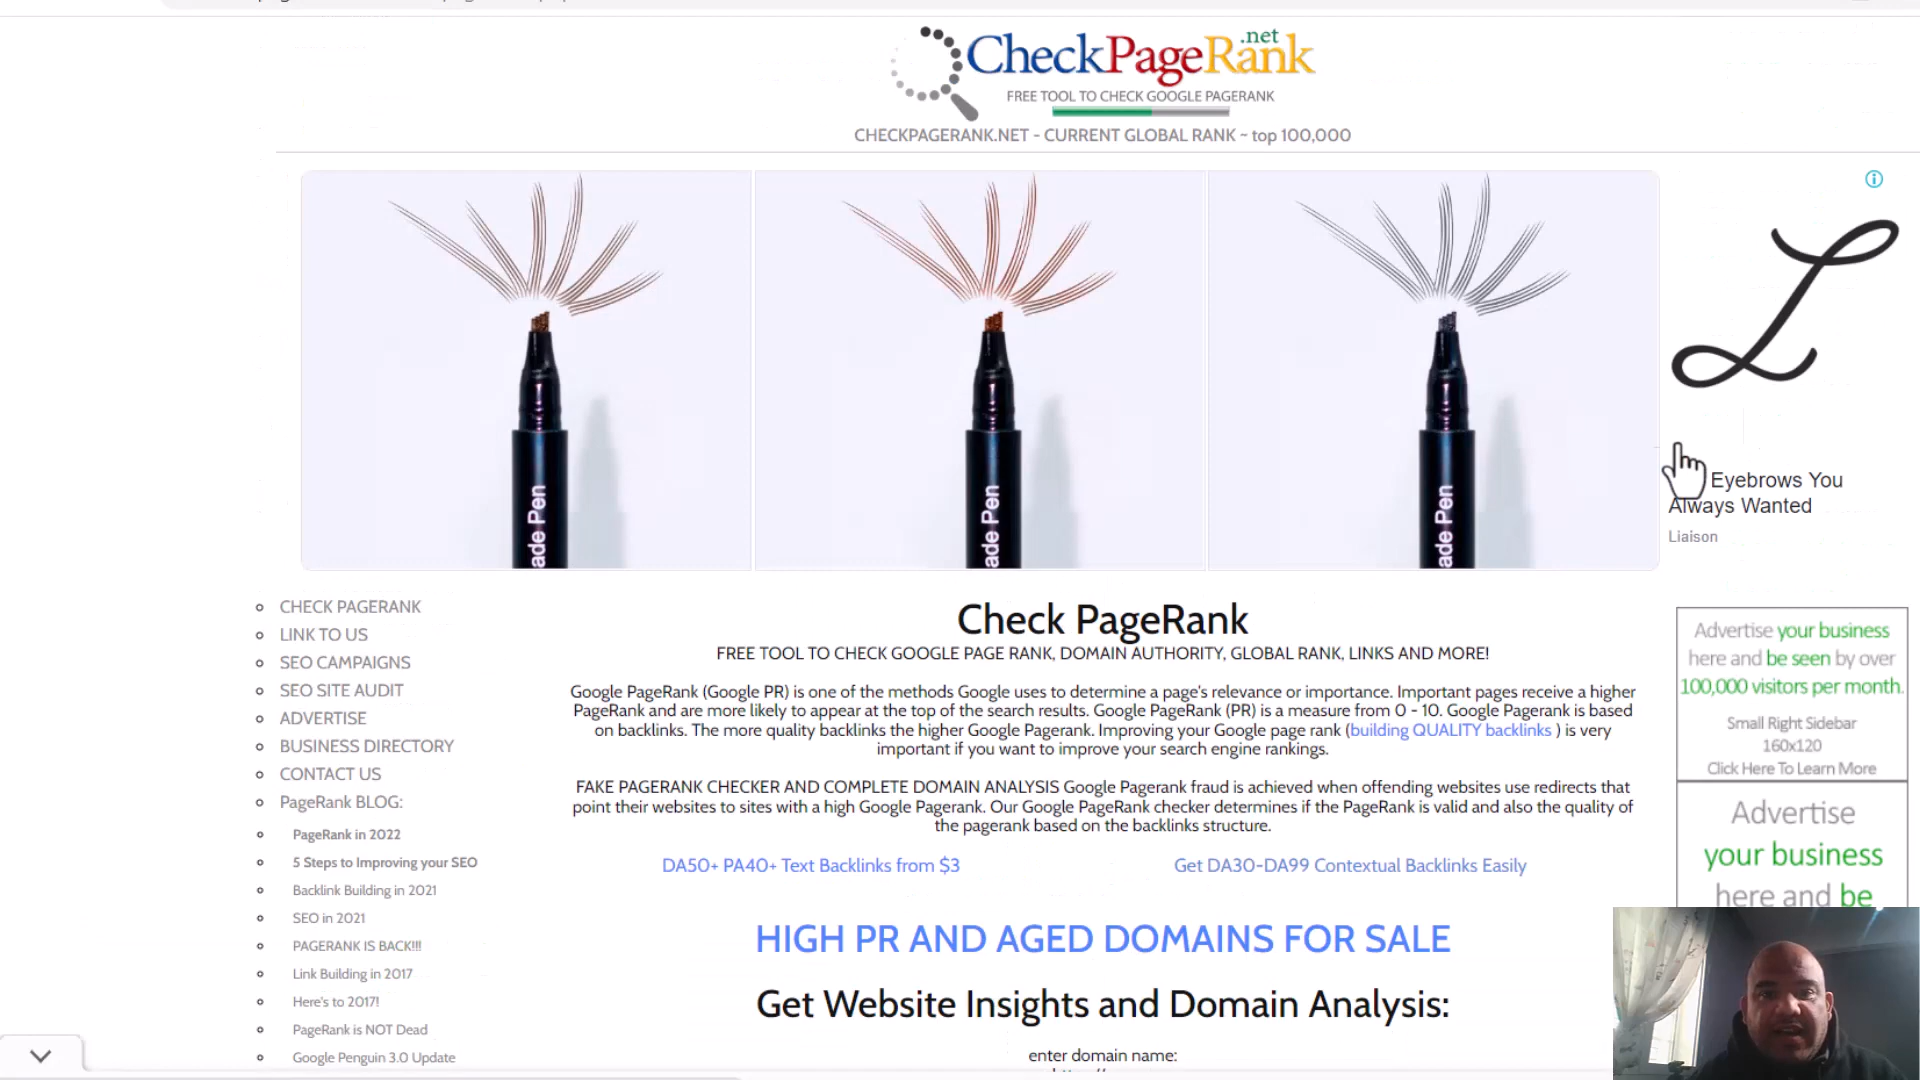 CheckPageRank
.net
FREE TOOL TO CHECK GOOGLE PAGERANK
CHECKPAGERANK.NET - CURRENT GLOBAL RANK ~ top 100,000
ade Pen
ade Pen
ade Pen
L
Eyebrows You
Always Wanted
Liaison
CHECK PAGERANK
LINK TO US
SEO CAMPAIGNS
SEO SITE AUDIT
ADVERTISE
BUSINESS DIRECTORY
CONTACT US
PageRank BLOG:
PageRank in 2022
5 Steps to Improving your SEO
Backlink Building in 2021
SEO in 2021
PAGERANK IS BACK!!!
Link Building in 2017
Here's to 2017!
PageRank is NOT Dead
Google Penguin 3.0 Update
Check PageRank
FREE TOOL TO CHECK GOOGLE PAGE RANK, DOMAIN AUTHORITY, GLOBAL RANK, LINKS AND MORE!
Google PageRank (Google PR) is one of the methods Google uses to determine a page's relevance or importance. Important pages receive a higher
PageRank and are more likely to appear at the top of the search results. Google PageRank (PR) is a measure from 0 - 10. Google Pagerank is based
on backlinks. The more quality backlinks the higher Google Pagerank. Improving your Google page rank (building QUALITY backlinks ) is very
important if you want to improve your search engine rankings.
FAKE PAGERANK CHECKER AND COMPLETE DOMAIN ANALYSIS Google Pagerank fraud is achieved when offending websites use redirects that
point their websites to sites with a high Google Pagerank. Our Google PageRank checker determines if the PageRank is valid and also the quality of
the pagerank based on the backlinks structure.
DA50+ PA40+ Text Backlinks from $3
Get DA30-DA99 Contextual Backlinks Easily
HIGH PR AND AGED DOMAINS FOR SALE
Get Website Insights and Domain Analysis:
enter domain name:
Advertise your business
here and be seen by over
100,000 visitors per month.
Small Right Sidebar
160x120
Click Here To Learn More
Advertise
your business
here and be